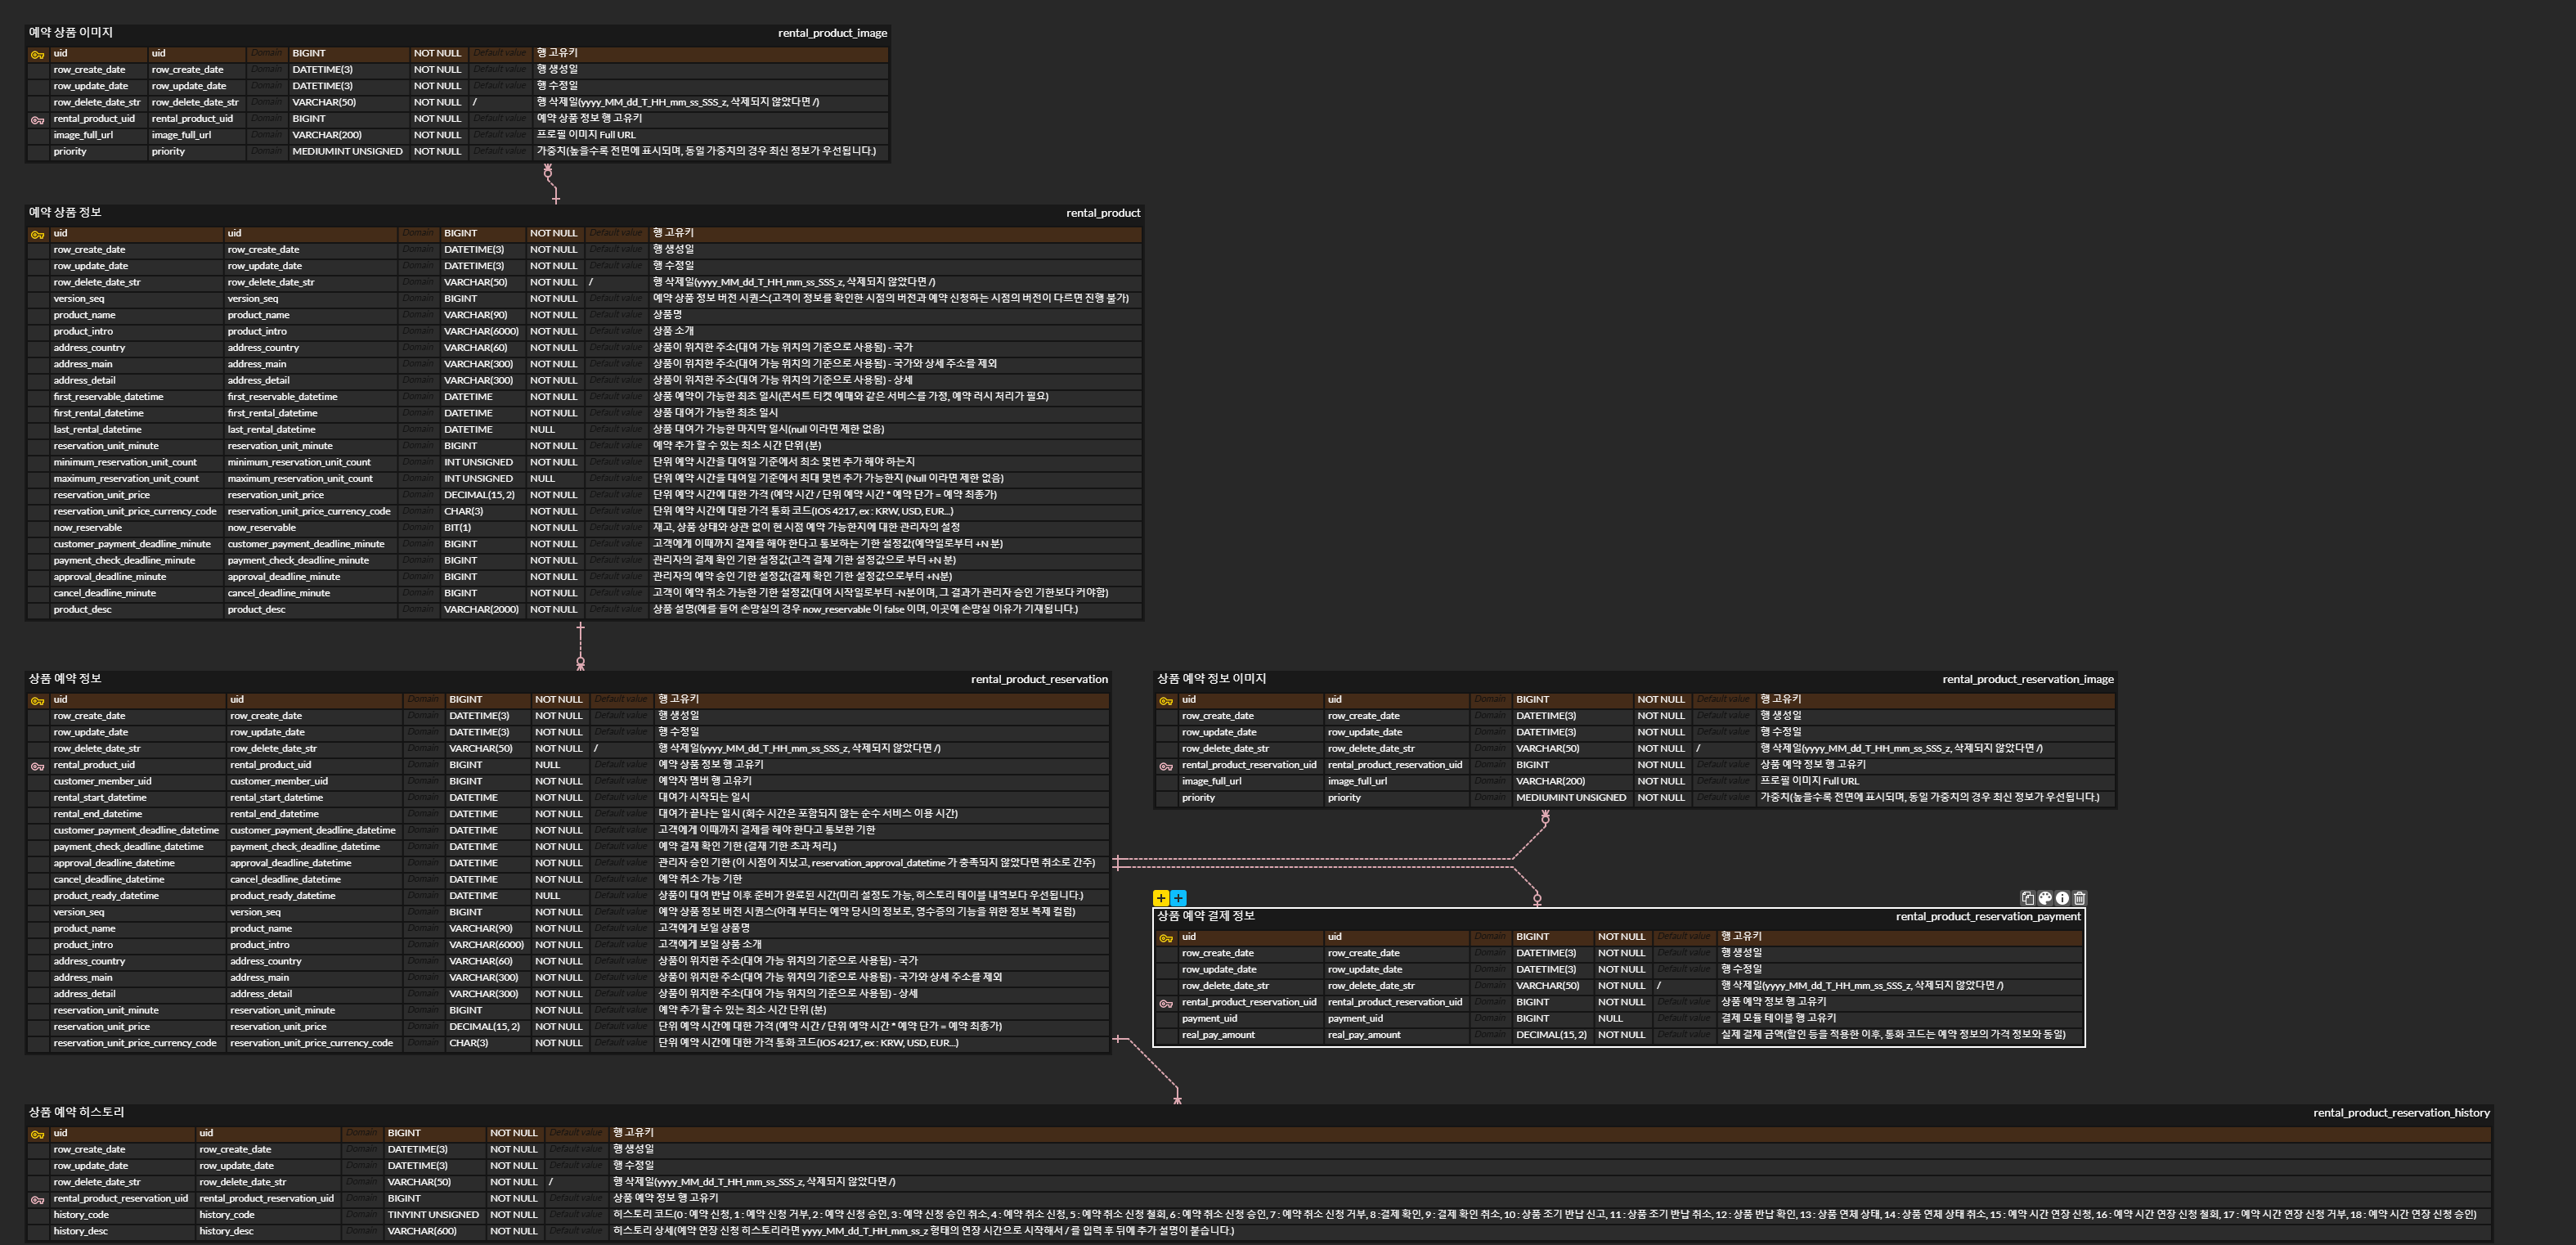 예약 상품 이미지 rental_product_image
uid uid Domain BIGINT NOT NULL Default value 행 고유키
row_create_date row_create_date Domain DATETIME(3) NOT NULL Default value 행 생성일
row_update_date row_update_date Domain DATETIME(3) NOT NULL Default value 행 수정일
row_delete_date_str row_delete_date_str Domain VARCHAR(50) NOT NULL / 행 삭제일(yyyy_MM_dd_T_HH_mm_ss_SSS_z, 삭제되지 않았다면 /)
rental_product_uid rental_product_uid Domain BIGINT NOT NULL Default value 예약 상품 정보 행 고유키
image_full_url image_full_url Domain VARCHAR(200) NOT NULL Default value 프로필 이미지 Full URL
priority priority Domain MEDIUMINT UNSIGNED NOT NULL Default value 가중치(높을수록 전면에 표시되며, 동일 가중치의 경우 최신 정보가 우선됩니다.)
예약 상품 정보 rental_product
uid uid Domain BIGINT NOT NULL Default value 행 고유키
row_create_date row_create_date Domain DATETIME(3) NOT NULL Default value 행 생성일
row_update_date row_update_date Domain DATETIME(3) NOT NULL Default value 행 수정일
row_delete_date_str row_delete_date_str Domain VARCHAR(50) NOT NULL / 행 삭제일(yyyy_MM_dd_T_HH_mm_ss_SSS_z, 삭제되지 않았다면 /)
version_seq version_seq Domain BIGINT NOT NULL Default value 예약 상품 정보 버전 시퀀스(고객이 정보를 확인한 시점의 버전과 예약 신청하는 시점의 버전이 다르면 진행 불가)
product_name product_name Domain VARCHAR(90) NOT NULL Default value 상품명
product_intro product_intro Domain VARCHAR(6000) NOT NULL Default value 상품 소개
address_country address_country Domain VARCHAR(60) NOT NULL Default value 상품이 위치한 주소(대여 가능 위치의 기준으로 사용됨) - 국가
address_main address_main Domain VARCHAR(300) NOT NULL Default value 상품이 위치한 주소(대여 가능 위치의 기준으로 사용됨) - 국가와 상세 주소를 제외
address_detail address_detail Domain VARCHAR(300) NOT NULL Default value 상품이 위치한 주소(대여 가능 위치의 기준으로 사용됨) - 상세
first_reservable_datetime first_reservable_datetime Domain DATETIME NOT NULL Default value 상품 예약이 가능한 최초 일시(콘서트 티켓 예매와 같은 서비스를 가정, 예약 러시 처리가 필요)
first_rental_datetime first_rental_datetime Domain DATETIME NOT NULL Default value 상품 대여가 가능한 최초 일시
last_rental_datetime last_rental_datetime Domain DATETIME NULL Default value 상품 대여가 가능한 마지막 일시(null 이라면 제한 없음)
reservation_unit_minute reservation_unit_minute Domain BIGINT NOT NULL Default value 예약 추가 할 수 있는 최소 시간 단위 (분)
minimum_reservation_unit_count minimum_reservation_unit_count Domain INT UNSIGNED NOT NULL Default value 단위 예약 시간을 대여일 기준에서 최소 몇번 추가 해야 하는지
maximum_reservation_unit_count maximum_reservation_unit_count Domain INT UNSIGNED NULL Default value 단위 예약 시간을 대여일 기준에서 최대 몇번 추가 가능한지 (Null 이라면 제한 없음)
reservation_unit_price reservation_unit_price Domain DECIMAL(15, 2) NOT NULL Default value 단위 예약 시간에 대한 가격 (예약 시간 / 단위 예약 시간 * 예약 단가 = 예약 최종가)
reservation_unit_price_currency_code reservation_unit_price_currency_code Domain CHAR(3) NOT NULL Default value 단위 예약 시간에 대한 가격 통화 코드(IOS 4217, ex : KRW, USD, EUR...)
now_reservable now_reservable Domain BIT(1) NOT NULL Default value 재고, 상품 상태와 상관 없이 현 시점 예약 가능한지에 대한 관리자의 설정
customer_payment_deadline_minute customer_payment_deadline_minute Domain BIGINT NOT NULL Default value 고객에게 이때까지 결제를 해야 한다고 통보하는 기한 설정값(예약일로부터 +N 분)
payment_check_deadline_minute payment_check_deadline_minute Domain BIGINT NOT NULL Default value 관리자의 결제 확인 기한 설정값(고객 결제 기한 설정값으로 부터 +N 분)
approval_deadline_minute approval_deadline_minute Domain BIGINT NOT NULL Default value 관리자의 예약 승인 기한 설정값(결제 확인 기한 설정값으로부터 +N분)
cancel_deadline_minute cancel_deadline_minute Domain BIGINT NOT NULL Default value 고객이 예약 취소 가능한 기한 설정값(대여 시작일로부터 -N분이며, 그 결과가 관리자 승인 기한보다 커야함)
product_desc product_desc Domain VARCHAR(2000) NOT NULL Default value 상품 설명(예를 들어 손망실의 경우 now_reservable 이 false 이며, 이곳에 손망실 이유가 기재됩니다.)
상품 예약 정보 rental_product_reservation
uid uid Domain BIGINT NOT NULL Default value 행 고유키
row_create_date row_create_date Domain DATETIME(3) NOT NULL Default value 행 생성일
row_update_date row_update_date Domain DATETIME(3) NOT NULL Default value 행 수정일
row_delete_date_str row_delete_date_str Domain VARCHAR(50) NOT NULL / 행 삭제일(yyyy_MM_dd_T_HH_mm_ss_SSS_z, 삭제되지 않았다면 /)
rental_product_uid rental_product_uid Domain BIGINT NULL Default value 예약 상품 정보 행 고유키
customer_member_uid customer_member_uid Domain BIGINT NOT NULL Default value 예약자 멤버 행 고유키
rental_start_datetime rental_start_datetime Domain DATETIME NOT NULL Default value 대여가 시작되는 일시
rental_end_datetime rental_end_datetime Domain DATETIME NOT NULL Default value 대여가 끝나는 일시 (회수 시간은 포함되지 않는 순수 서비스 이용 시간)
customer_payment_deadline_datetime customer_payment_deadline_datetime Domain DATETIME NOT NULL Default value 고객에게 이때까지 결제를 해야 한다고 통보한 기한
payment_check_deadline_datetime payment_check_deadline_datetime Domain DATETIME NOT NULL Default value 예약 결재 확인 기한 (결재 기한 초과 처리.)
approval_deadline_datetime approval_deadline_datetime Domain DATETIME NOT NULL Default value 관리자 승인 기한 (이 시점이 지났고, reservation_approval_datetime 가 충족되지 않았다면 취소로 간주)
cancel_deadline_datetime cancel_deadline_datetime Domain DATETIME NOT NULL Default value 예약 취소 가능 기한
product_ready_datetime product_ready_datetime Domain DATETIME NULL Default value 상품이 대여 반납 이후 준비가 완료된 시간(미리 설정도 가능, 히스토리 테이블 내역보다 우선됩니다.)
version_seq version_seq Domain BIGINT NOT NULL Default value 예약 상품 정보 버전 시퀀스(아래 부터는 예약 당시의 정보로, 영수증의 기능을 위한 정보 복제 컬럼)
product_name product_name Domain VARCHAR(90) NOT NULL Default value 고객에게 보일 상품명
product_intro product_intro Domain VARCHAR(6000) NOT NULL Default value 고객에게 보일 상품 소개
address_country address_country Domain VARCHAR(60) NOT NULL Default value 상품이 위치한 주소(대여 가능 위치의 기준으로 사용됨) - 국가
address_main address_main Domain VARCHAR(300) NOT NULL Default value 상품이 위치한 주소(대여 가능 위치의 기준으로 사용됨) - 국가와 상세 주소를 제외
address_detail address_detail Domain VARCHAR(300) NOT NULL Default value 상품이 위치한 주소(대여 가능 위치의 기준으로 사용됨) - 상세
reservation_unit_minute reservation_unit_minute Domain BIGINT NOT NULL Default value 예약 추가 할 수 있는 최소 시간 단위 (분)
reservation_unit_price reservation_unit_price Domain DECIMAL(15, 2) NOT NULL Default value 단위 예약 시간에 대한 가격 (예약 시간 / 단위 예약 시간 * 예약 단가 = 예약 최종가)
reservation_unit_price_currency_code reservation_unit_price_currency_code Domain CHAR(3) NOT NULL Default value 단위 예약 시간에 대한 가격 통화 코드(IOS 4217, ex : KRW, USD, EUR...)
상품 예약 정보 이미지 rental_product_reservation_image
uid uid Domain BIGINT NOT NULL Default value 행 고유키
row_create_date row_create_date Domain DATETIME(3) NOT NULL Default value 행 생성일
row_update_date row_update_date Domain DATETIME(3) NOT NULL Default value 행 수정일
row_delete_date_str row_delete_date_str Domain VARCHAR(50) NOT NULL / 행 삭제일(yyyy_MM_dd_T_HH_mm_ss_SSS_z, 삭제되지 않았다면 /)
rental_product_reservation_uid rental_product_reservation_uid Domain BIGINT NOT NULL Default value 상품 예약 정보 행 고유키
image_full_url image_full_url Domain VARCHAR(200) NOT NULL Default value 프로필 이미지 Full URL
priority priority Domain MEDIUMINT UNSIGNED NOT NULL Default value 가중치(높을수록 전면에 표시되며, 동일 가중치의 경우 최신 정보가 우선됩니다.)
상품 예약 결제 정보 rental_product_reservation_payment
uid uid Domain BIGINT NOT NULL Default value 행 고유키
row_create_date row_create_date Domain DATETIME(3) NOT NULL Default value 행 생성일
row_update_date row_update_date Domain DATETIME(3) NOT NULL Default value 행 수정일
row_delete_date_str row_delete_date_str Domain VARCHAR(50) NOT NULL / 행 삭제일(yyyy_MM_dd_T_HH_mm_ss_SSS_z, 삭제되지 않았다면 /)
rental_product_reservation_uid rental_product_reservation_uid Domain BIGINT NOT NULL Default value 상품 예약 정보 행 고유키
payment_uid payment_uid Domain BIGINT NULL Default value 결제 모듈 테이블 행 고유키
real_pay_amount real_pay_amount Domain DECIMAL(15, 2) NOT NULL Default value 실제 결제 금액(할인 등을 적용한 이후, 통화 코드는 예약 정보의 가격 정보와 동일)
상품 예약 히스토리 rental_product_reservation_history
uid uid Domain BIGINT NOT NULL Default value 행 고유키
row_create_date row_create_date Domain DATETIME(3) NOT NULL Default value 행 생성일
row_update_date row_update_date Domain DATETIME(3) NOT NULL Default value 행 수정일
row_delete_date_str row_delete_date_str Domain VARCHAR(50) NOT NULL / 행 삭제일(yyyy_MM_dd_T_HH_mm_ss_SSS_z, 삭제되지 않았다면 /)
rental_product_reservation_uid rental_product_reservation_uid Domain BIGINT NOT NULL Default value 상품 예약 정보 행 고유키
history_code history_code Domain TINYINT UNSIGNED NOT NULL Default value 히스토리 코드(0 : 예약 신청, 1 : 예약 신청 거부, 2 : 예약 신청 승인, 3 : 예약 신청 승인 취소, 4 : 예약 취소 신청, 5 : 예약 취소 신청 철회, 6 : 예약 취소 신청 승인, 7 : 예약 취소 신청 거부, 8 :결제 확인, 9 : 결제 확인 취소, 10 : 상품 조기 반납 신고, 11 : 상품 조기 반납 취소, 12 : 상품 반납 확인, 13 : 상품 연체 상태, 14 : 상품 연체 상태 취소, 15 : 예약 시간 연장 신청, 16 : 예약 시간 연장 신청 철회, 17 : 예약 시간 연장 신청 거부, 18 : 예약 시간 연장 신청 승인)
history_desc history_desc Domain VARCHAR(600) NOT NULL Default value 히스토리 상세(예약 연장 신청 히스토리라면 yyyy_MM_dd_T_HH_mm_ss_z 형태의 연장 시간으로 시작해서 / 를 입력 후 뒤에 추가 설명이 붙습니다.)